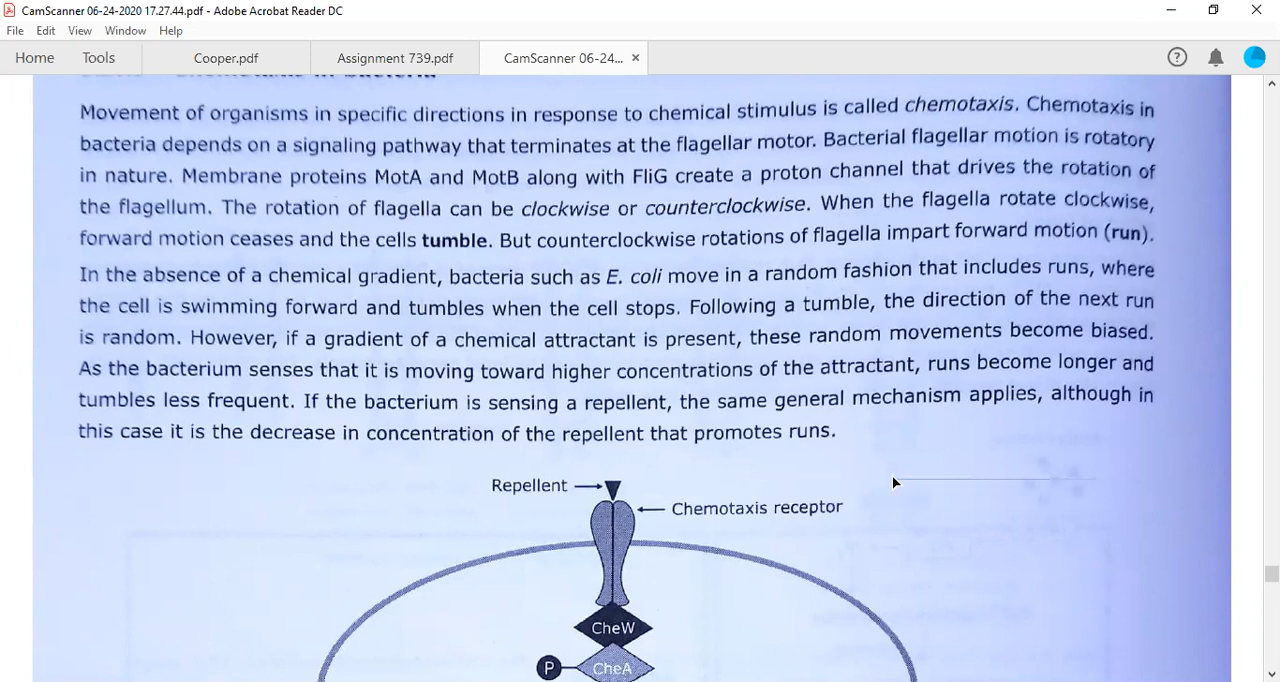 CamScanner 06-24-2020 17.27.44.pdf - Adobe Acrobat Reader DC
File Edit View Window Help
Home Tools Cooper.pdf Assignment 739.pdf CamScanner 06-24... ×
Movement of organisms in specific directions in response to chemical stimulus is called chemotaxis. Chemotaxis in
bacteria depends on a signaling pathway that terminates at the flagellar motor. Bacterial flagellar motion is rotatory
in nature. Membrane proteins MotA and MotB along with FliG create a proton channel that drives the rotation of
the flagellum. The rotation of flagella can be clockwise or counterclockwise. When the flagella rotate clockwise,
forward motion ceases and the cells tumble. But counterclockwise rotations of flagella impart forward motion (run).
In the absence of a chemical gradient, bacteria such as E. coli move in a random fashion that includes runs, where
the cell is swimming forward and tumbles when the cell stops. Following a tumble, the direction of the next run
is random. However, if a gradient of a chemical attractant is present, these random movements become biased.
As the bacterium senses that it is moving toward higher concentrations of the attractant, runs become longer and
tumbles less frequent. If the bacterium is sensing a repellent, the same general mechanism applies, although in
this case it is the decrease in concentration of the repellent that promotes runs.
Repellent
Chemotaxis receptor
CheW
P CheA